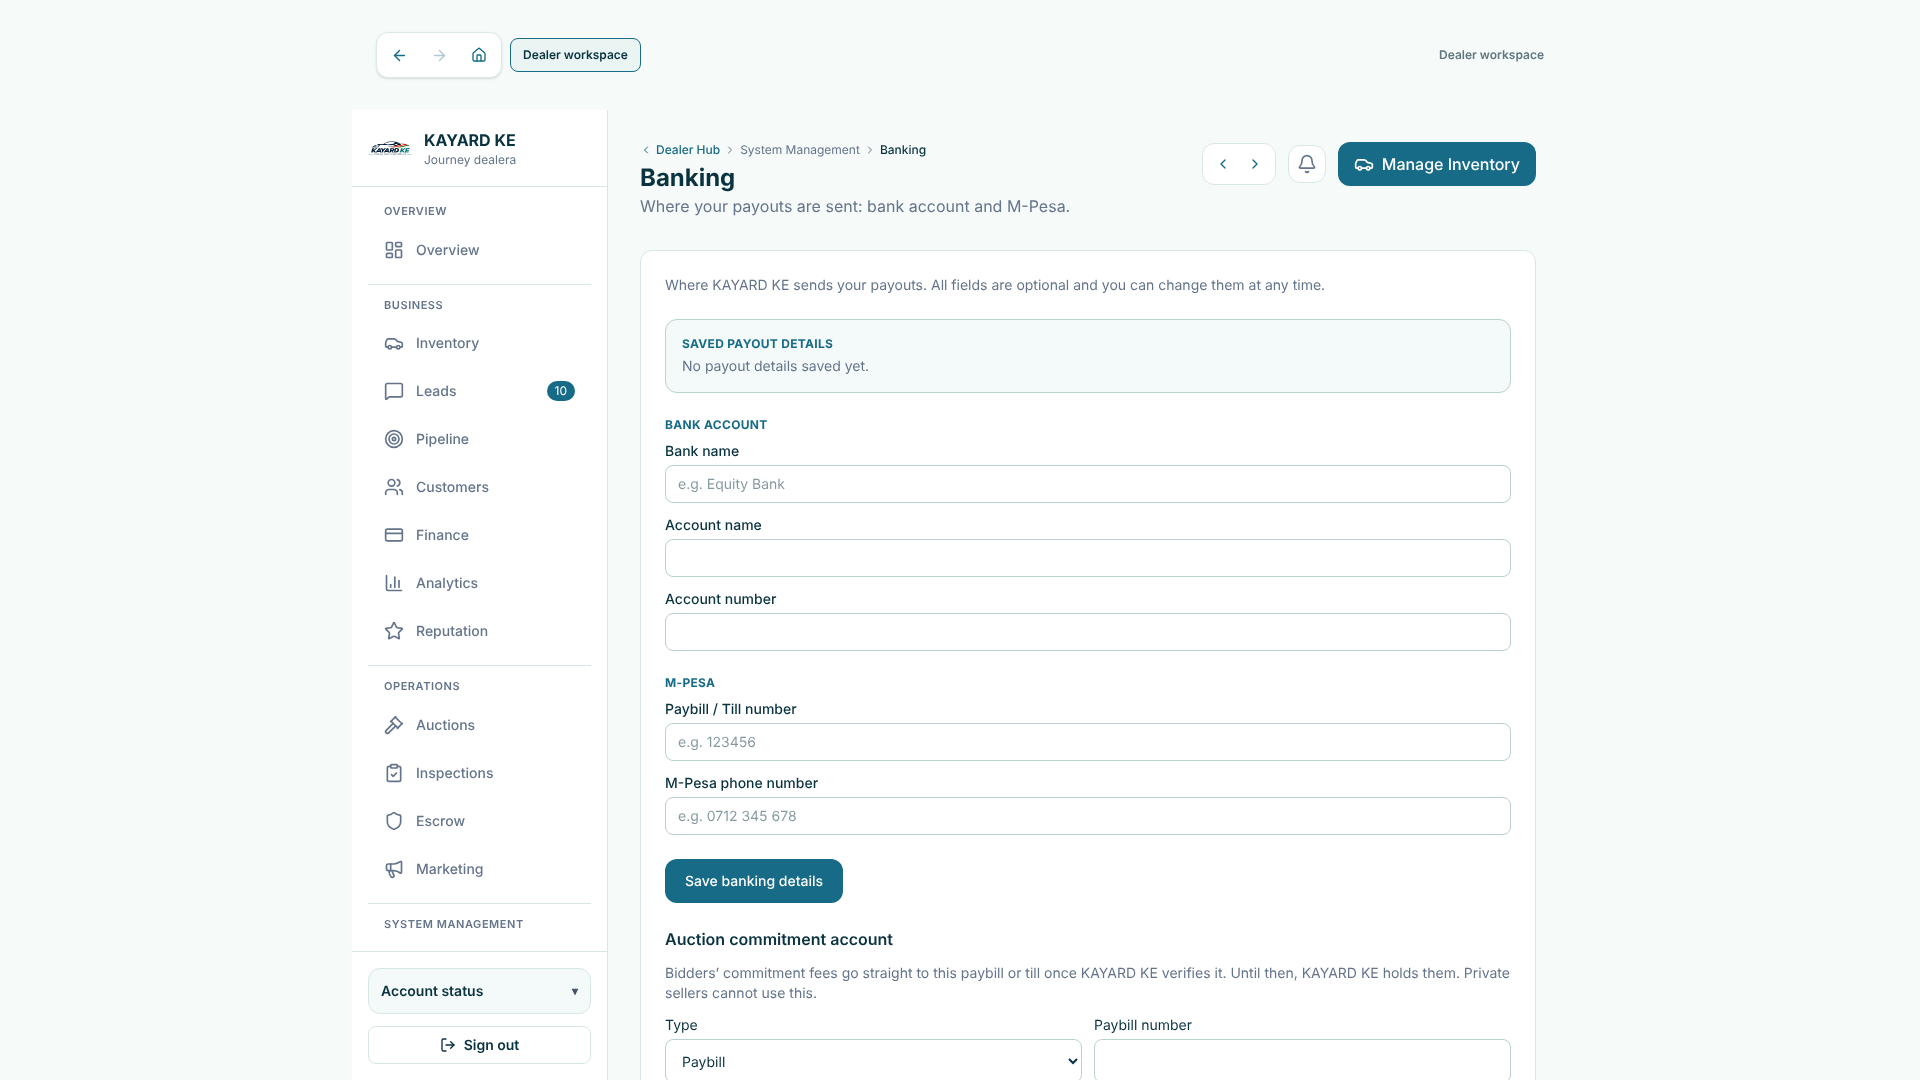 Dealer workspace
Dealer workspace
KAYARD KE
KAYARD KE
Journey dealera
OVERVIEW
Overview
BUSINESS
Inventory
Leads
10
Pipeline
Customers
Finance
Analytics
Reputation
OPERATIONS
Auctions
Inspections
Escrow
Marketing
SYSTEM MANAGEMENT
Account status
Sign out
Dealer Hub
System Management
Banking
Banking
Where your payouts are sent: bank account and M-Pesa.
Manage Inventory
Where KAYARD KE sends your payouts. All fields are optional and you can change them at any time.
SAVED PAYOUT DETAILS
No payout details saved yet.
BANK ACCOUNT
Bank name
e.g. Equity Bank
Account name
Account number
M-PESA
Paybill / Till number
e.g. 123456
M-Pesa phone number
e.g. 0712 345 678
Save banking details
Auction commitment account
Bidders’ commitment fees go straight to this paybill or till once KAYARD KE verifies it. Until then, KAYARD KE holds them. Private
sellers cannot use this.
Type
Paybill number
Paybill